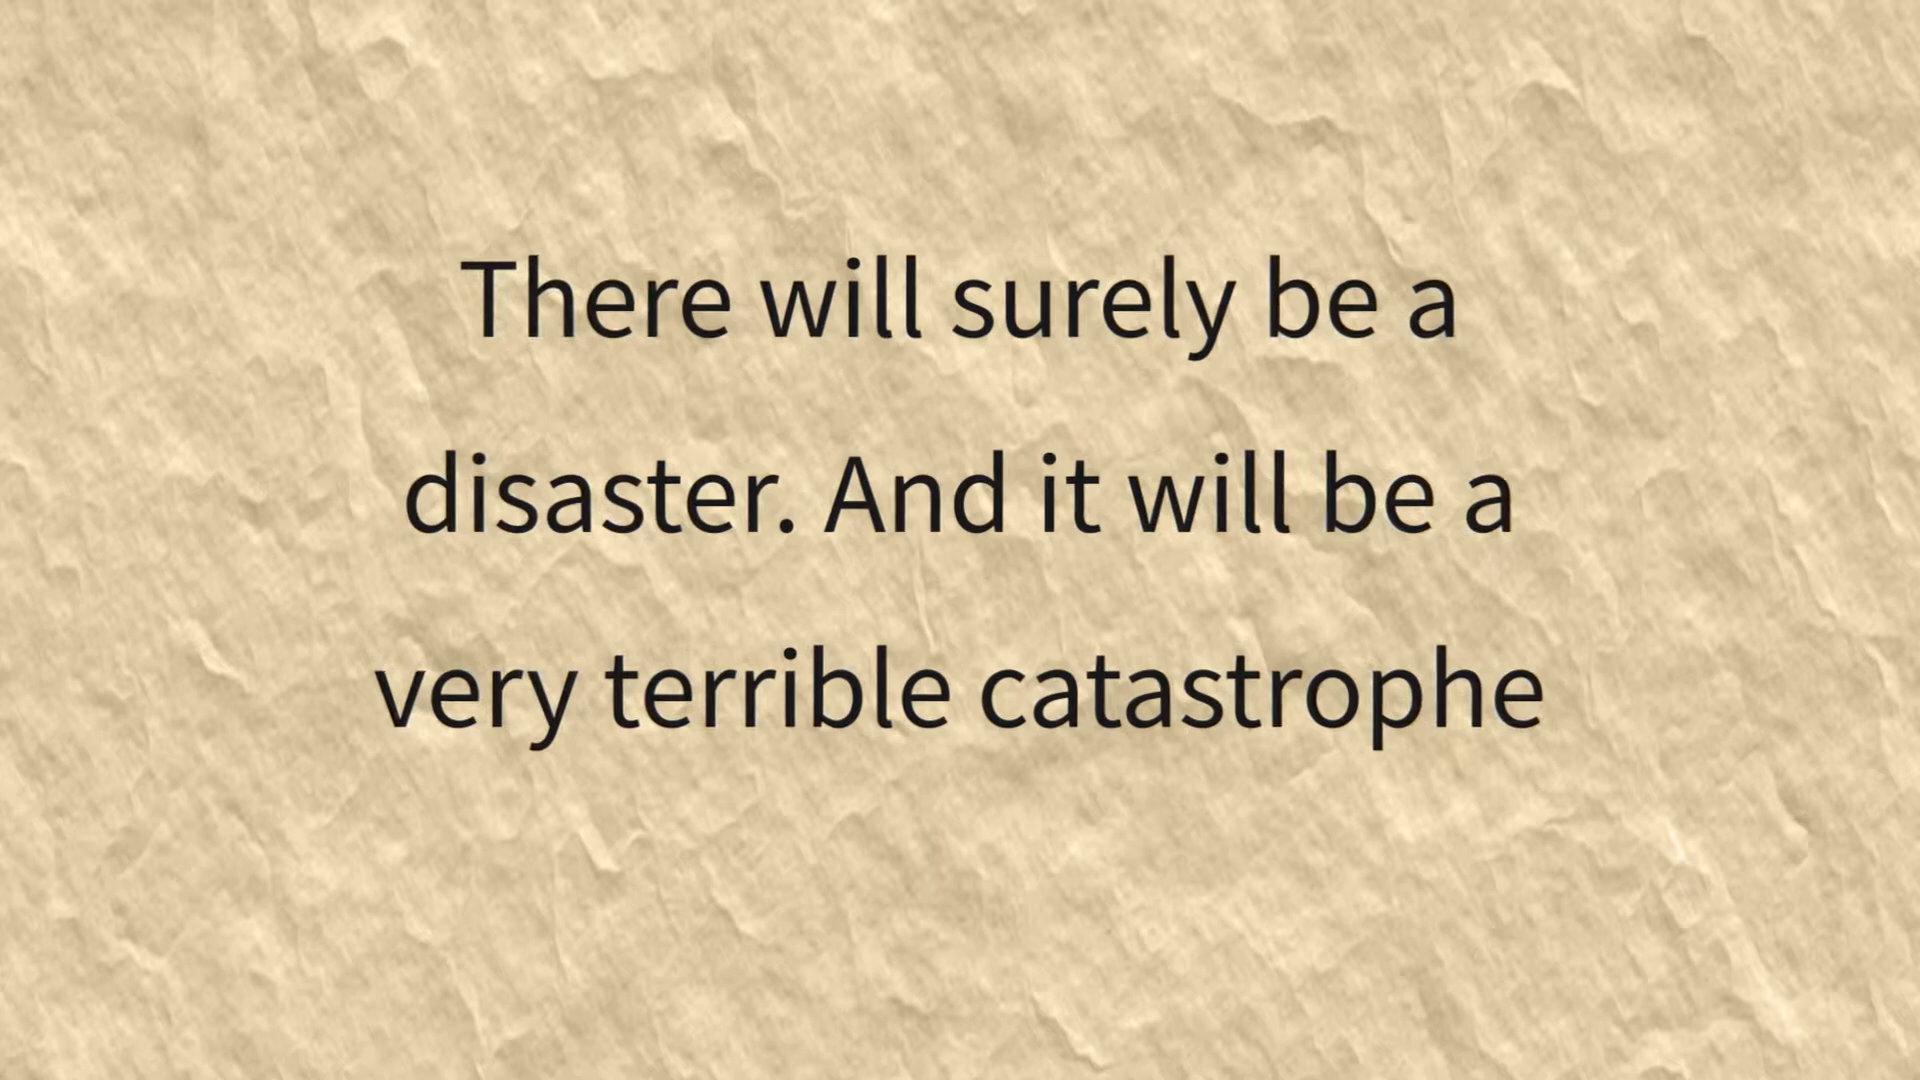 There will surely be a
disaster. And it will be a
very terrible catastrophe